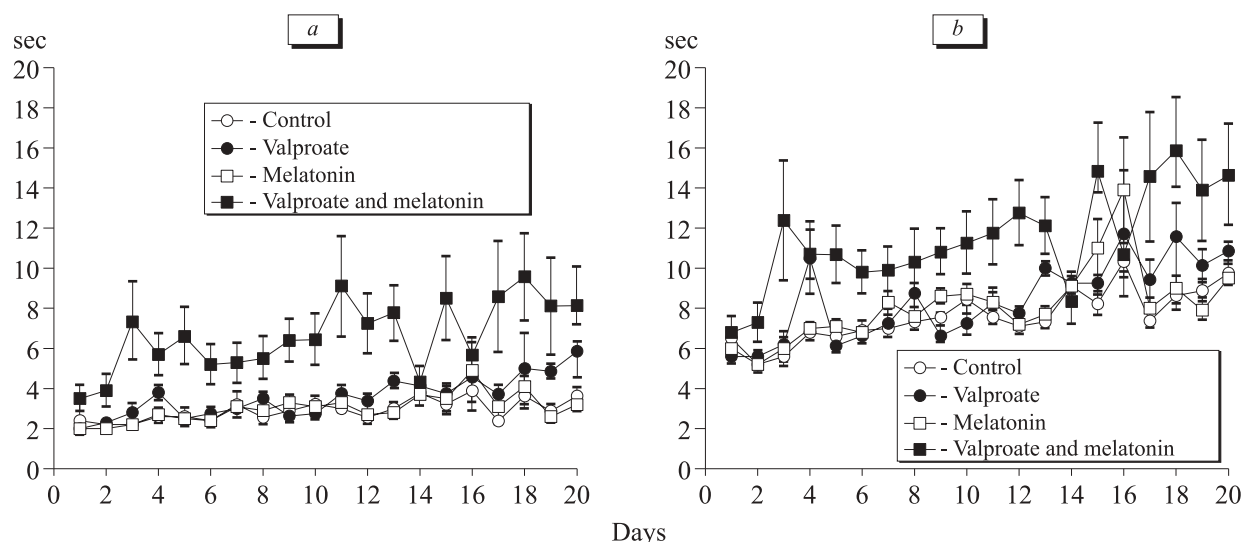 a
sec
20
18
16
14
12
10
8
6
4
2
0
- Control
- Valproate
- Melatonin
- Valproate and melatonin
0 2 4 6 8 10 12 14 16 18 20
b
sec
20
18
16
14
12
10
8
6
4
2
0
- Control
- Valproate
- Melatonin
- Valproate and melatonin
0 2 4 6 8 10 12 14 16 18 20
Days